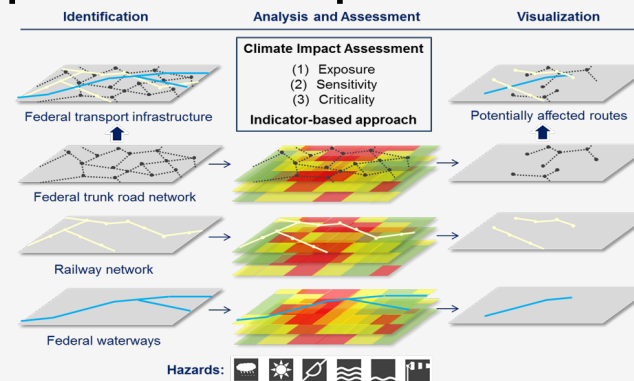 Identification
Analysis and Assessment
Visualization
Climate Impact Assessment
(1) Exposure
(2) Sensitivity
(3) Criticality
Indicator-based approach
Federal transport infrastructure
Potentially affected routes
Federal trunk road network
Railway network
Federal waterways
Hazards: